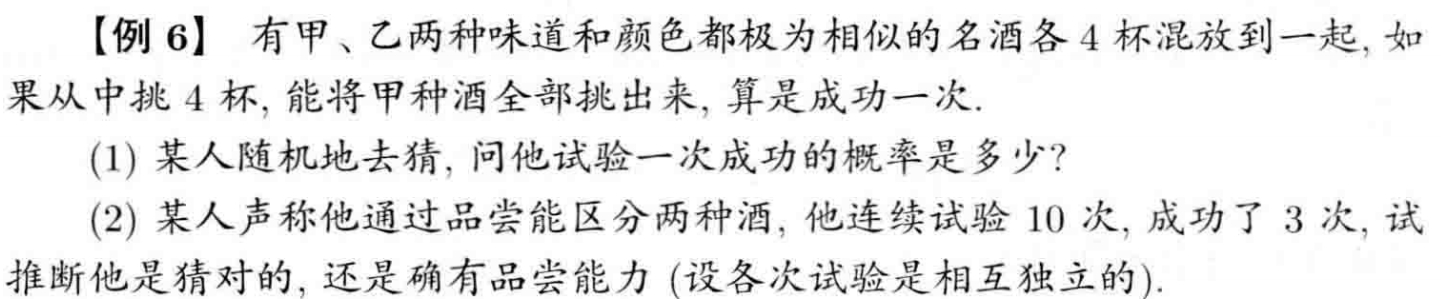 【例 6】 有甲、乙两种味道和颜色都极为相似的名酒各 4 杯混放到一起, 如
果从中挑 4 杯, 能将甲种酒全部挑出来, 算是成功一次.
(1) 某人随机地去猜, 问他试验一次成功的概率是多少?
(2) 某人声称他通过品尝能区分两种酒, 他连续试验 10 次, 成功了 3 次, 试
推断他是猜对的, 还是确有品尝能力 (设各次试验是相互独立的).